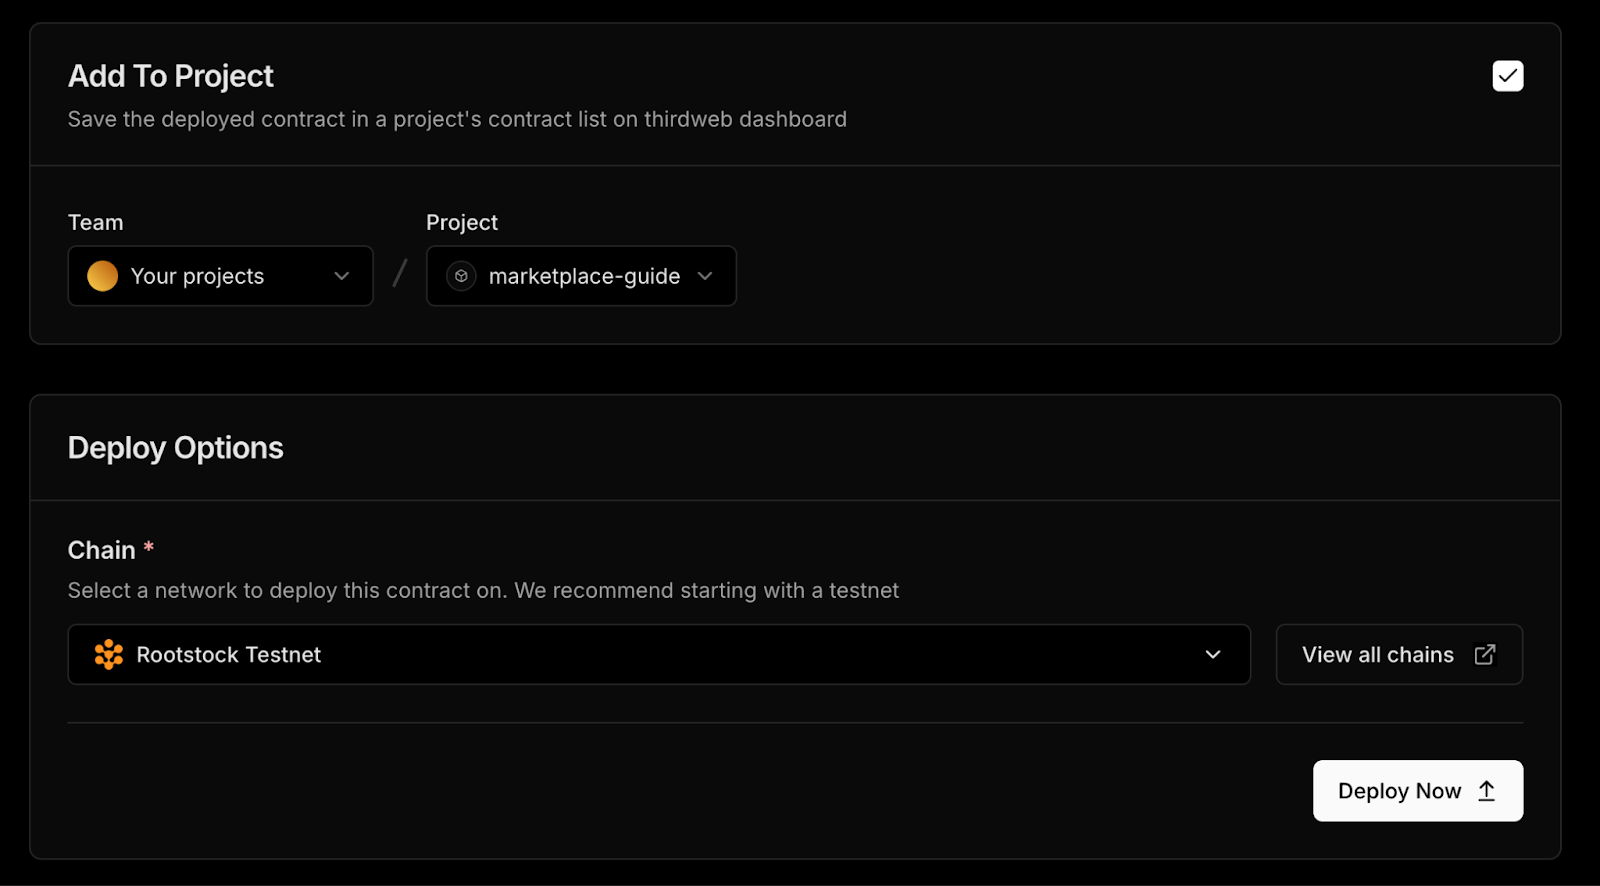 Add To Project
Save the deployed contract in a project's contract list on thirdweb dashboard
Team
Project
Your projects / marketplace-guide
Deploy Options
Chain *
Select a network to deploy this contract on. We recommend starting with a testnet
Rootstock Testnet
View all chains
Deploy Now